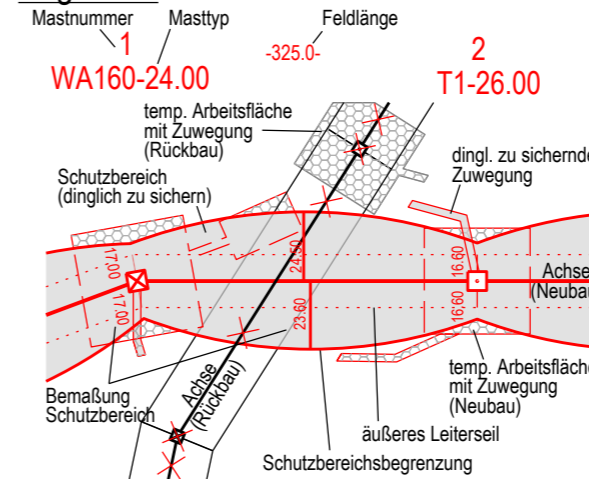 Mastnummer
Masttyp
Feldlänge
1
WA160-24.00
-325.0-
2
T1-26.00
temp. Arbeitsfläche
mit Zuwegung
(Rückbau)
dingl. zu sichernde
Zuwegung
Schutzbereich
(dinglich zu sichern)
17.00
17.00
24.50
23.60
16.60
16.60
Achse
(Neubau
Achse
(Rückbau)
Bemaßung
Schutzbereich
temp. Arbeitsfläche
mit Zuwegung
(Neubau)
äußeres Leiterseil
Schutzbereichsbegrenzung